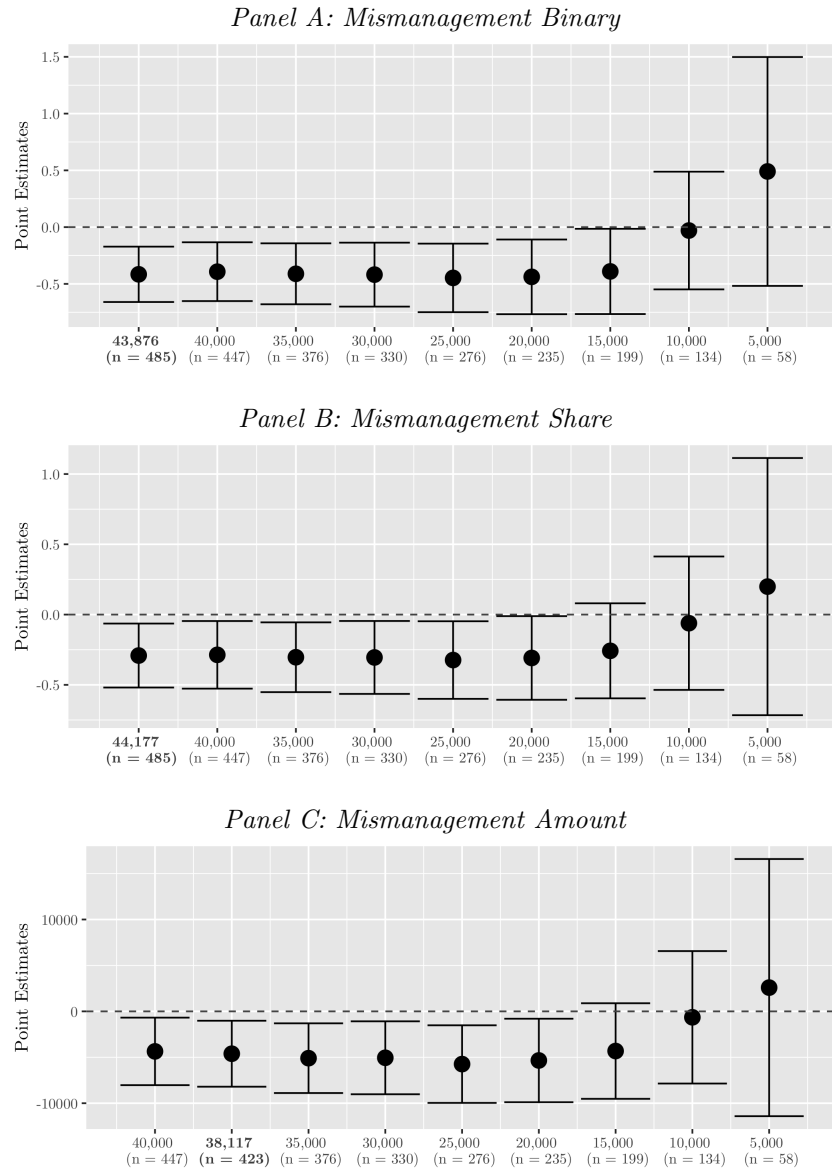 Panel A: Mismanagement Binary
1.5
1.0
0.5
0.0
-0.5
Point Estimates
43,876 40,000 35,000 30,000 25,000 20,000 15,000 10,000 5,000
(n = 485) (n = 447) (n = 376) (n = 330) (n = 276) (n = 235) (n = 199) (n = 134) (n = 58)
Panel B: Mismanagement Share
1.0
0.5
0.0
-0.5
Point Estimates
44,177 40,000 35,000 30,000 25,000 20,000 15,000 10,000 5,000
(n = 485) (n = 447) (n = 376) (n = 330) (n = 276) (n = 235) (n = 199) (n = 134) (n = 58)
Panel C: Mismanagement Amount
10000
0
-10000
Point Estimates
40,000 38,117 35,000 30,000 25,000 20,000 15,000 10,000 5,000
(n = 447) (n = 423) (n = 376) (n = 330) (n = 276) (n = 235) (n = 199) (n = 134) (n = 58)